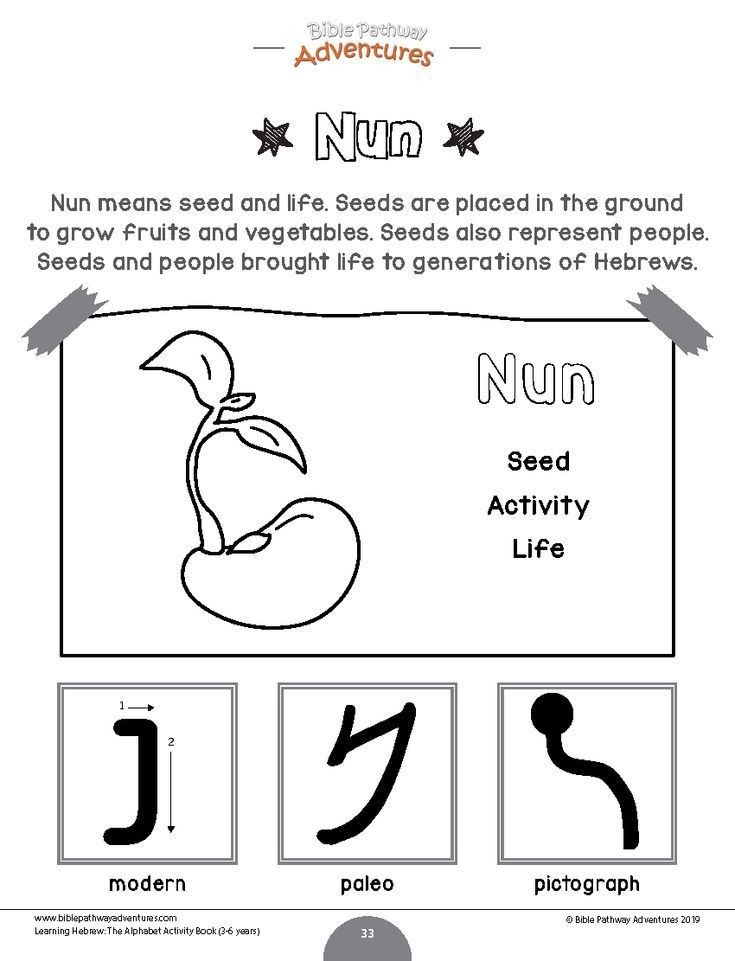 Bible Pathway
Adventures
Nun
Nun means seed and life. Seeds are placed in the ground
to grow fruits and vegetables. Seeds also represent people.
Seeds and people brought life to generations of Hebrews.
Nun
Seed
Activity
Life
1
2
נ
modern
paleo
pictograph
www.biblepathwayadventures.com
Learning Hebrew: The Alphabet Activity Book (3-6 years)
33
© Bible Pathway Adventures 2019